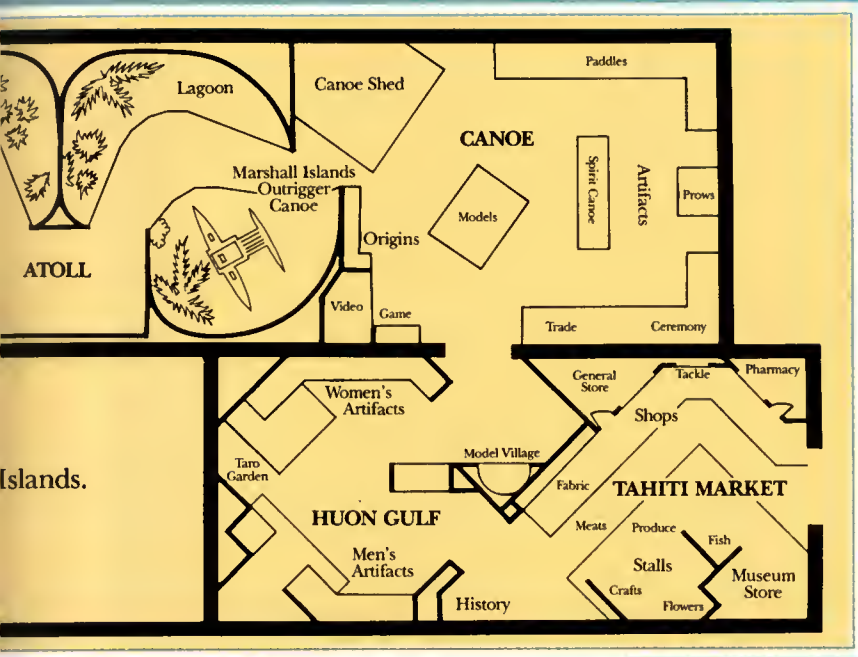 Lagoon
Canoe Shed
Paddles
CANOE
Marshall Islands
Outrigger
Canoe
Spirit Canoe
Artifacts
Prows
Models
Origins
ATOLL
Video
Game
Trade
Ceremony
General
Store
Tackle
Pharmacy
Women's
Artifacts
Shops
Taro
Garden
Model Village
Islands.
Fabric
TAHITI MARKET
HUON GULF
Meats
Produce
Fish
Men's
Artifacts
Stalls
Museum
Store
Crafts
Flowers
History